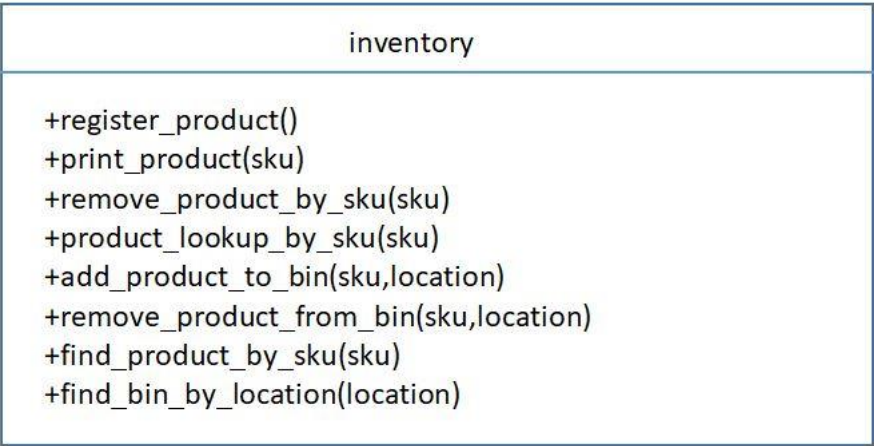 inventory
+register_product()
+print_product(sku)
+remove_product_by_sku(sku)
+product_lookup_by_sku(sku)
+add_product_to_bin(sku,location)
+remove_product_from_bin(sku,location)
+find_product_by_sku(sku)
+find_bin_by_location(location)